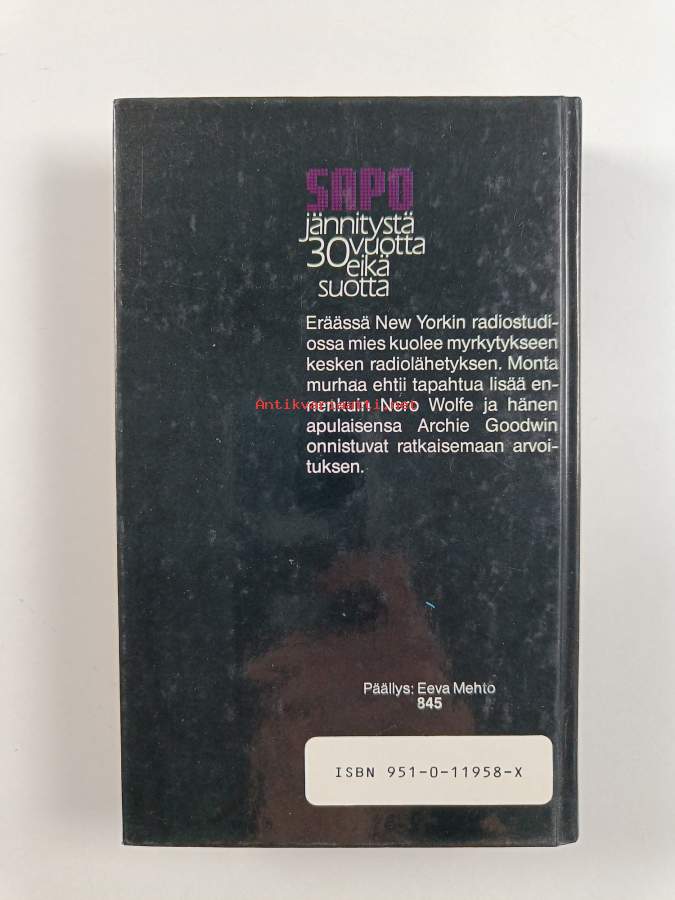 SAPO
jännitystä
30 vuotta
eikä
suotta
Eräässä New Yorkin radiostudi-
ossa mies kuolee myrkytykseen
kesken radiolähetyksen. Monta
murhaa ehtii tapahtua lisää en-
nenkuin Nero Wolfe ja hänen
Antikvariaatti.net
apulaisensa Archie Goodwin
onnistuvat ratkaisemaan arvoi-
tuksen.
Päällys: Eeva Mehto
845
ISBN 951-0-11958-X